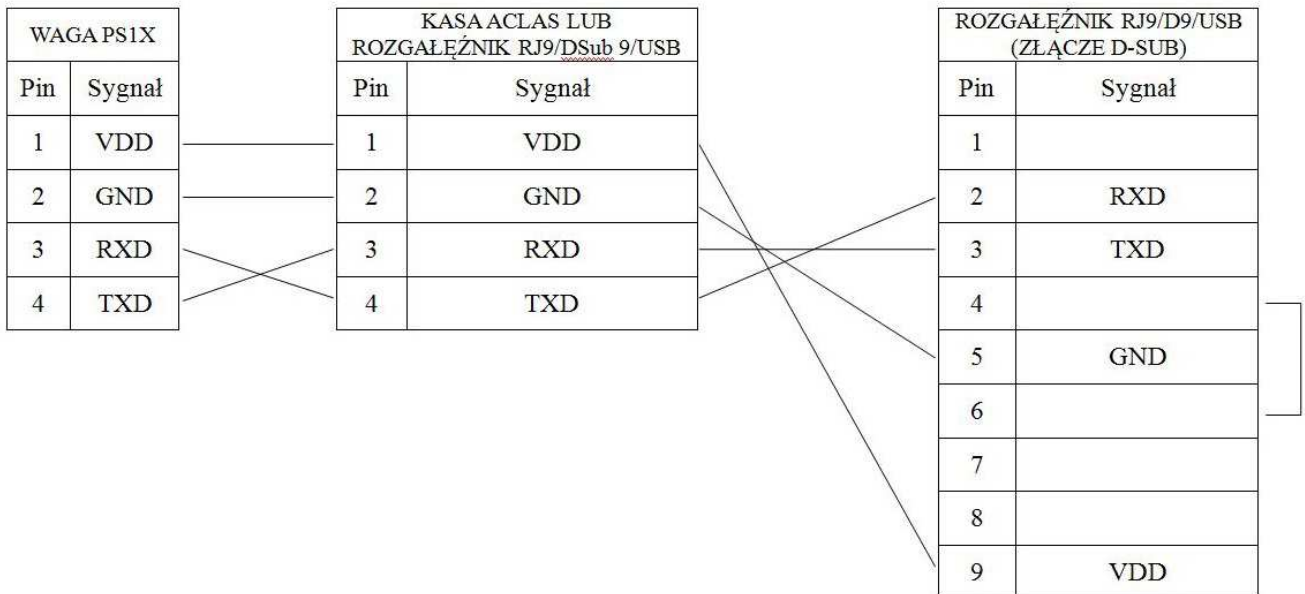 WAGA PS1X
Pin Sygnał
1 VDD
2 GND
3 RXD
4 TXD
KASA ACLAS LUB
ROZGAŁĘŹNIK RJ9/DSub 9/USB
Pin Sygnał
1 VDD
2 GND
3 RXD
4 TXD
ROZGAŁĘŹNIK RJ9/D9/USB
(ZŁĄCZE D-SUB)
Pin Sygnał
1
2 RXD
3 TXD
4
5 GND
6
7
8
9 VDD